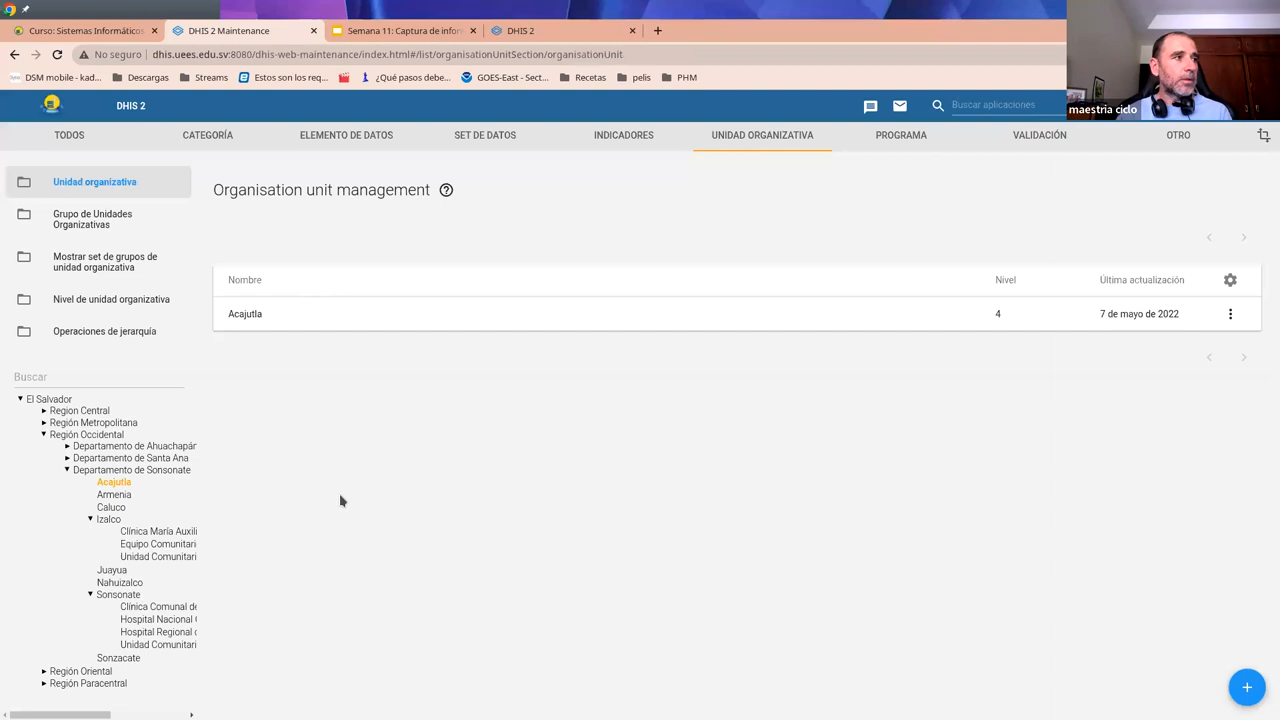 Curso: Sistemas Informáticos
DHIS 2 Maintenance
Semana 11: Captura de infor
DHIS 2
No seguro
dhis.uees.edu.sv:8080/dhis-web-maintenance/index.html#/list/organisationUnitSection/organisationUnit
DSM mobile - kad...
Descargas
Streams
Estos son los req...
¿Qué pasos debe...
GOES-East - Sect...
Recetas
pelis
PHM
maestria ciclo
DHIS 2
Buscar aplicaciones
TODOS
CATEGORÍA
ELEMENTO DE DATOS
SET DE DATOS
INDICADORES
UNIDAD ORGANIZATIVA
PROGRAMA
VALIDACIÓN
OTRO
Unidad organizativa
Grupo de Unidades
Organizativas
Mostrar set de grupos de
unidad organizativa
Nivel de unidad organizativa
Operaciones de jerarquía
Buscar
El Salvador
Region Central
Región Metropolitana
Región Occidental
Departamento de Ahuachapán
Departamento de Santa Ana
Departamento de Sonsonate
Acajutla
Armenia
Caluco
Izalco
Clínica María Auxili
Equipo Comunitari
Unidad Comunitari
Juayua
Nahuizalco
Sonsonate
Clínica Comunal de
Hospital Nacional
Hospital Regional
Unidad Comunitari
Sonzacate
Región Oriental
Región Paracentral
Organisation unit management
Nombre
Nivel
Última actualización
Acajutla
4
7 de mayo de 2022